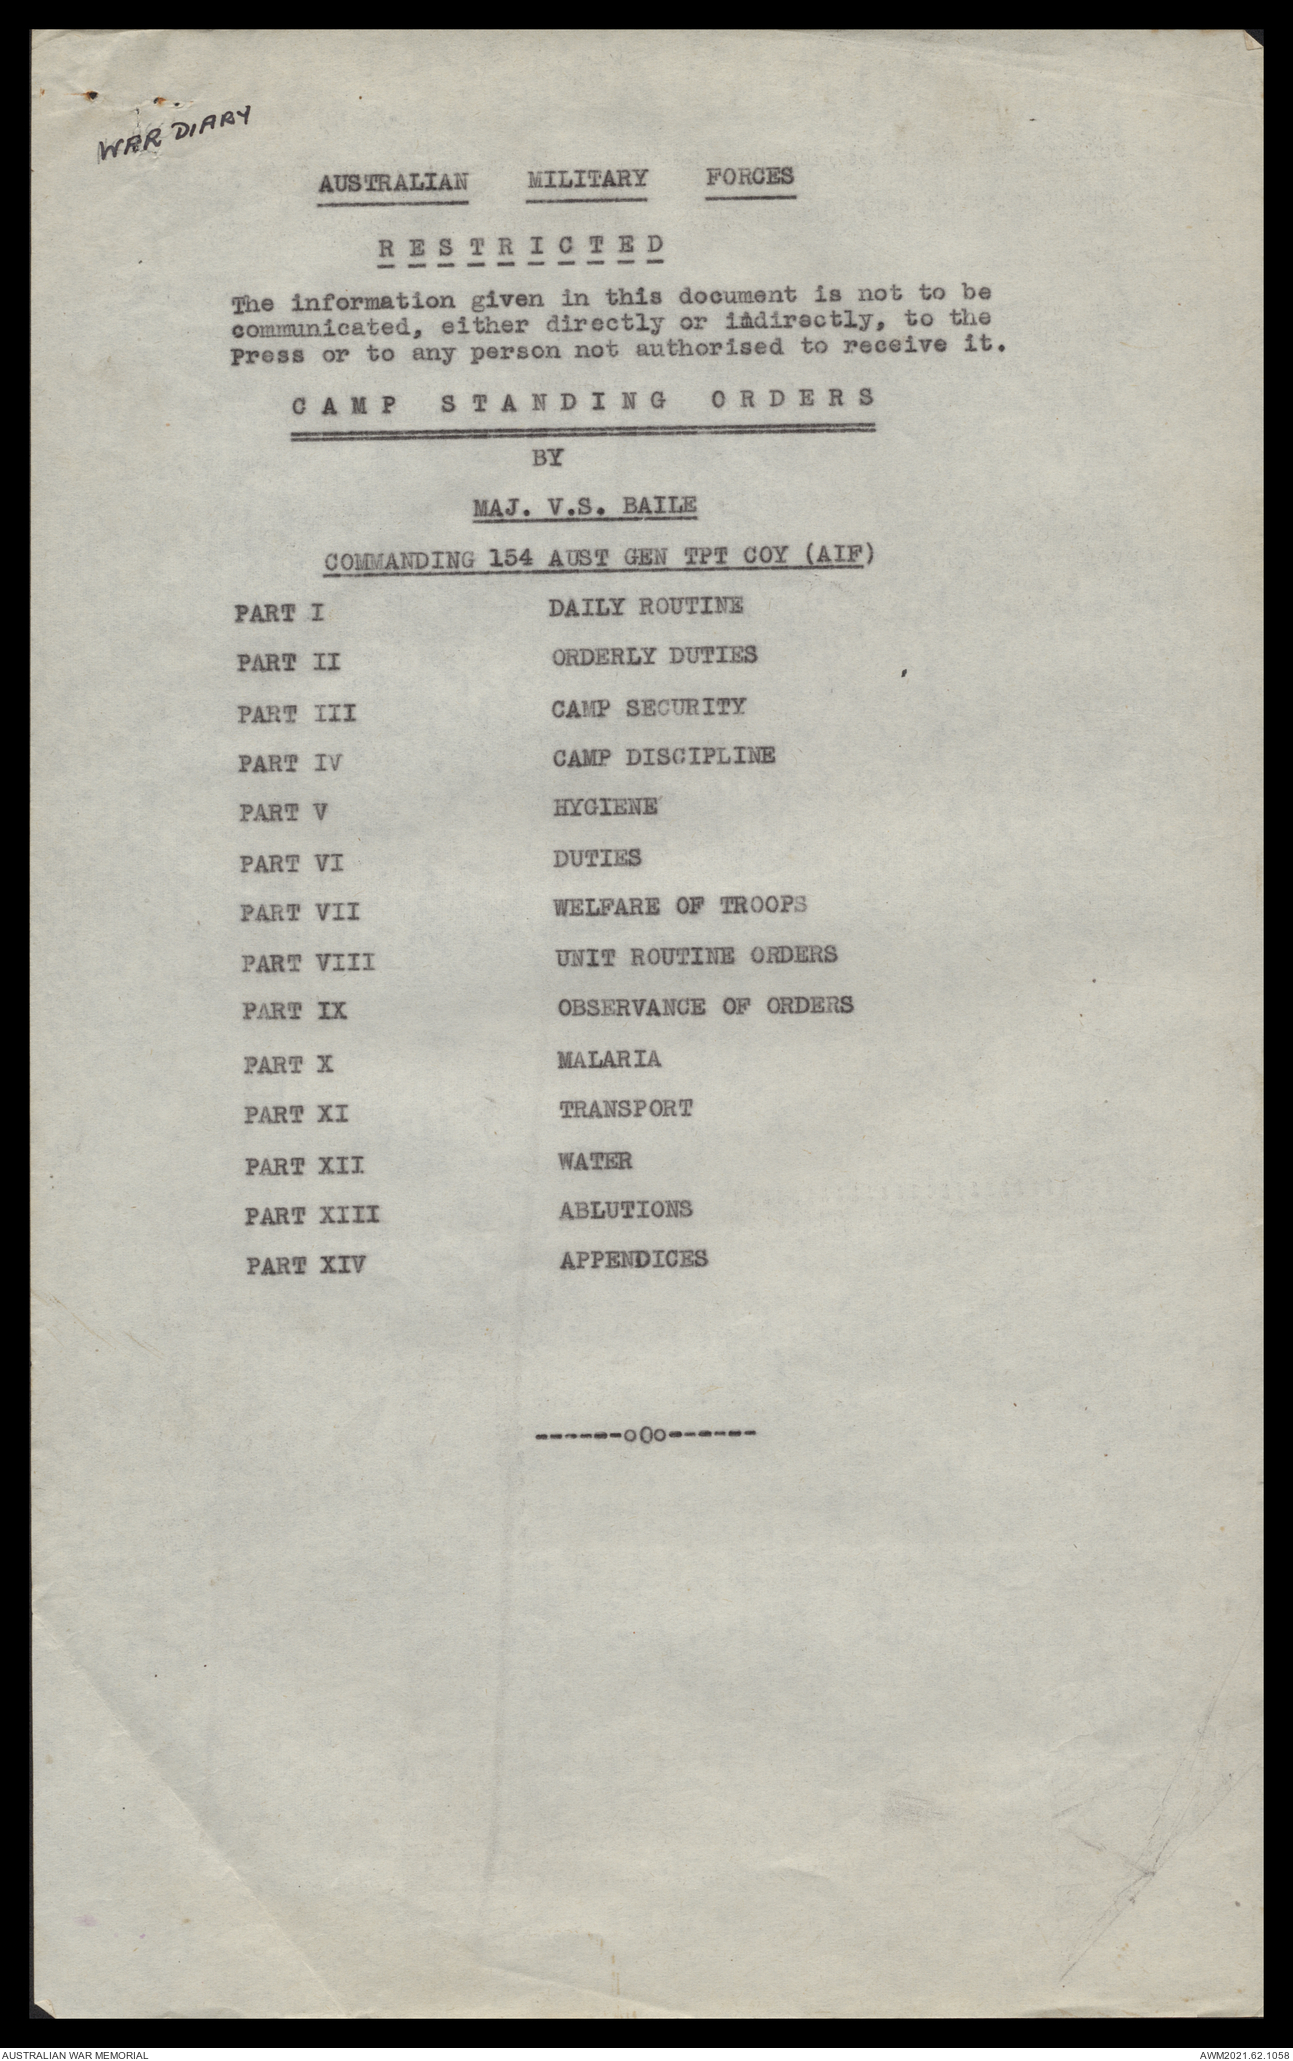 WAR DIARY
AUSTRALIAN MILITARY FORCES
R E S T R I C T E D
The information given in this document is not to be
communicated, either directly or indirectly, to the
Press or to any person not authorised to receive it.
C A M P S T A N D I N G O R D E R S
BY
MAJ. V.S. BAILE
COMMANDING 154 AUST GEN TPT COY (AIF)
PART I DAILY ROUTINE
PART II ORDERLY DUTIES
PART III CAMP SECURITY
PART IV CAMP DISCIPLINE
PART V HYGIENE
PART VI DUTIES
PART VII WELFARE OF TROOPS
PART VIII UNIT ROUTINE ORDERS
PART IX OBSERVANCE OF ORDERS
PART X MALARIA
PART XI TRANSPORT
PART XII WATER
PART XIII ABLUTIONS
PART XIV APPENDICES
------oOo------
AUSTRALIAN WAR MEMORIAL AWM2021.62.1058